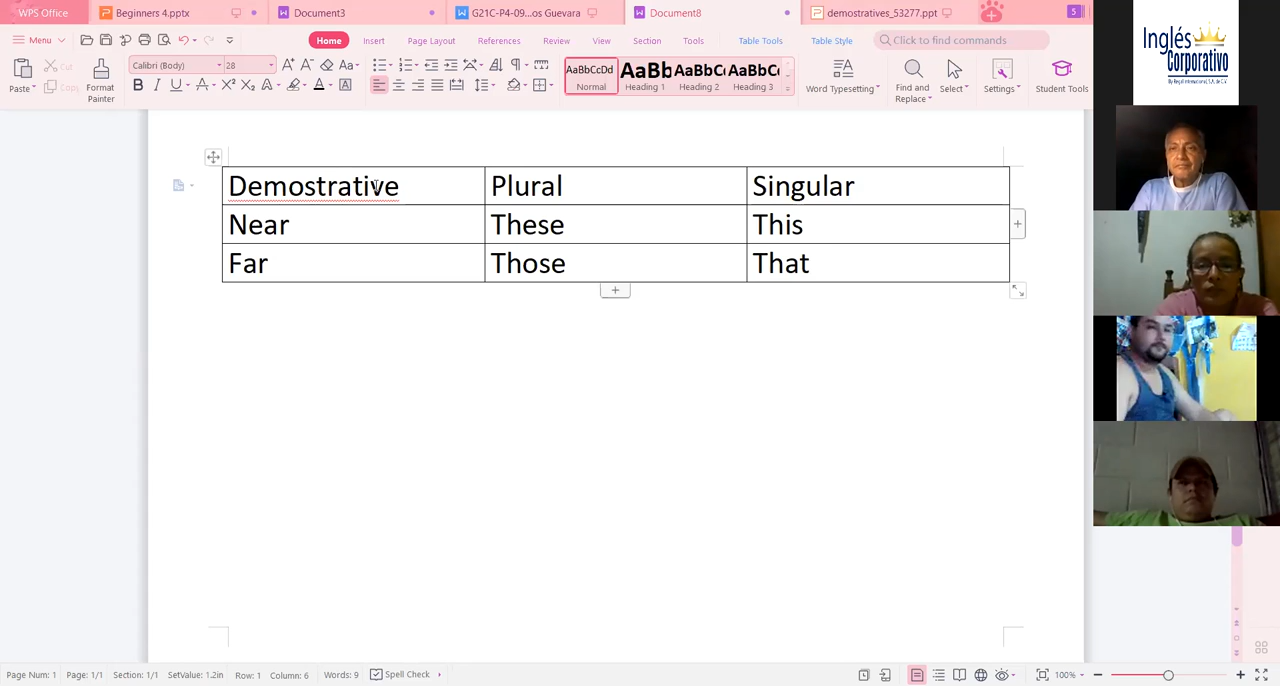 WPS Office Beginners 4.pptx Document3 G21C-P4-09...os Guevara Document8 demostratives_53277.ppt S
Menu Home Insert Page Layout References Review View Section Tools Table Tools Table Style Click to find commands
Calibri (Body) 28 AaBbCcDd AaBb AaBbC AaBbC
Paste Cut Copy Format Painter Normal Heading 1 Heading 2 Heading 3 Word Typesetting Find and Replace Select Settings Student Tools
Demostrative Plural Singular
Near These This
Far Those That
Page Num: 1 Page: 1/1 Section: 1/1 SetValue: 1.2in Row: 1 Column: 6 Words: 9 Spell Check 100%
Inglés
Corporativo